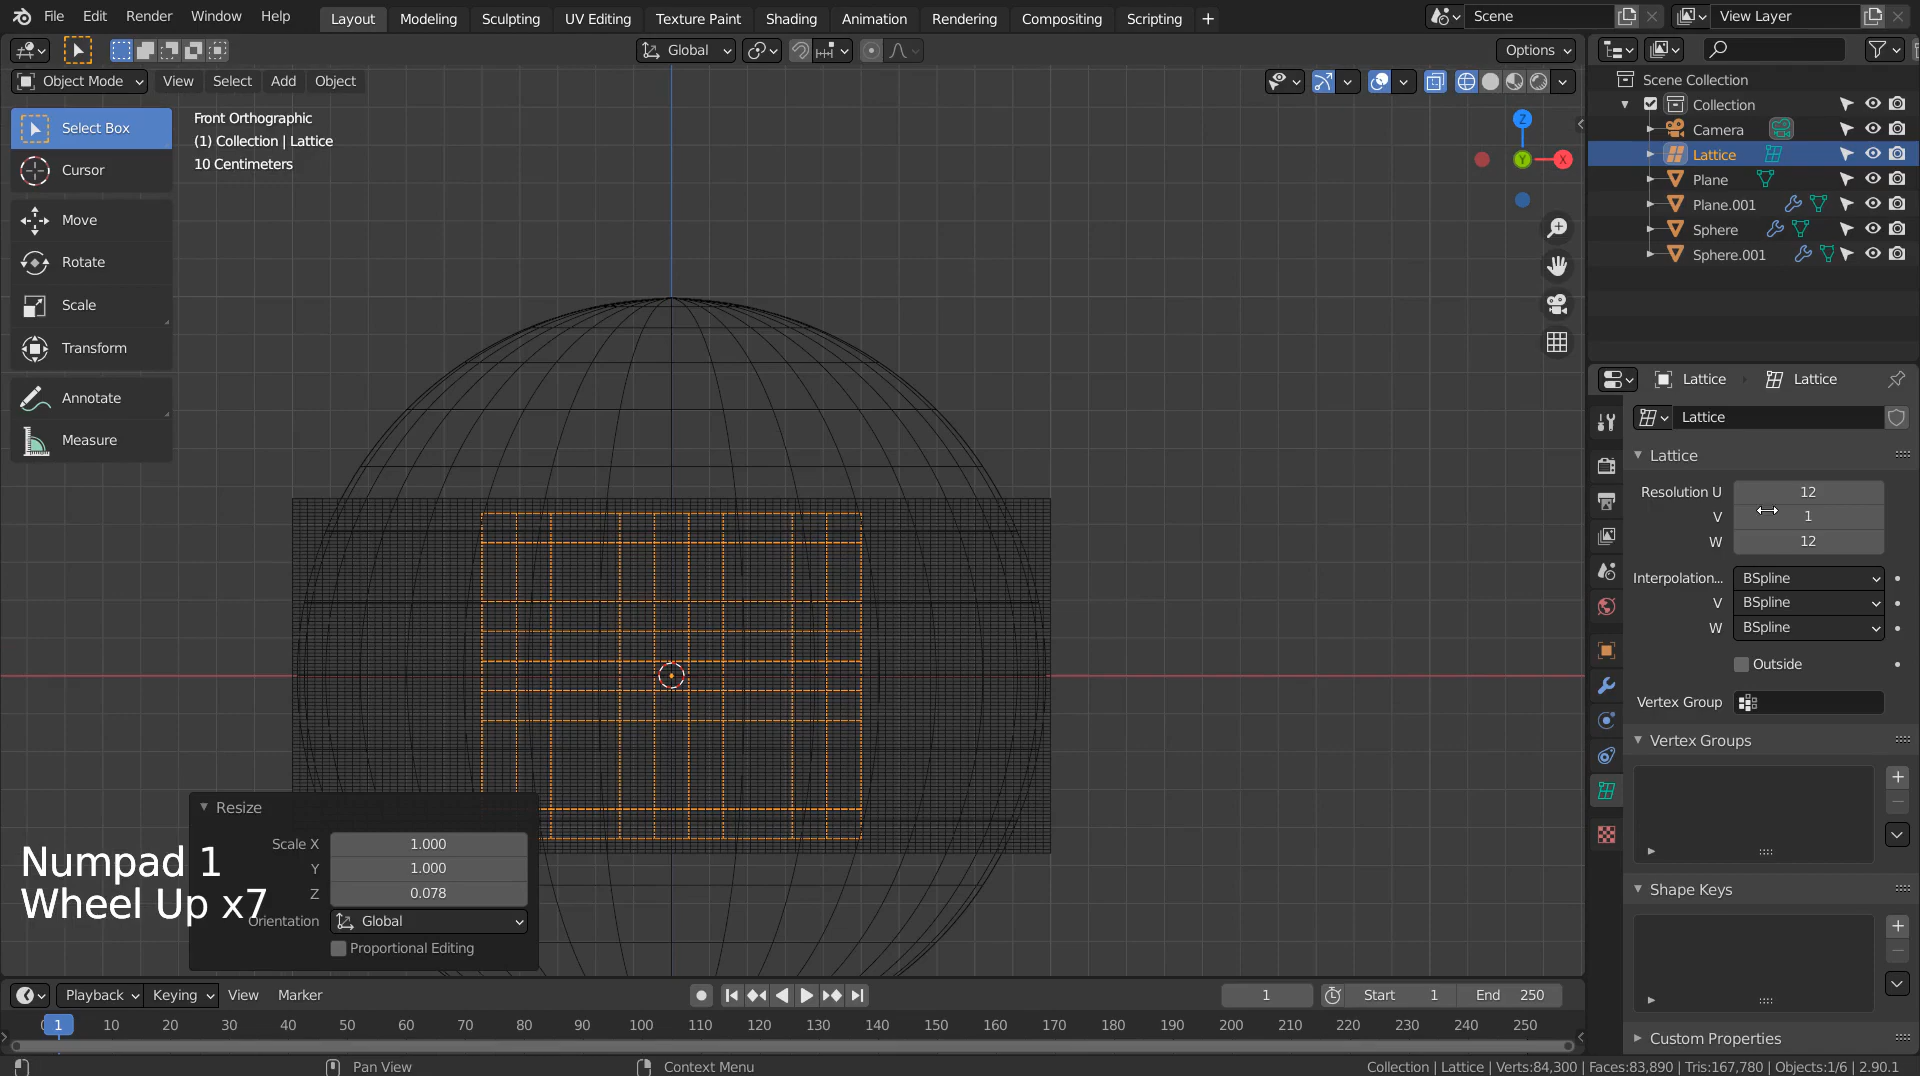 File Edit Render Window Help Layout Modeling Sculpting UV Editing Texture Paint Shading Animation Rendering Compositing Scripting + Scene View Layer
Global Options
Object Mode View Select Add Object
Select Box
Cursor
Move
Rotate
Scale
Transform
Annotate
Measure
Front Orthographic
(1) Collection | Lattice
10 Centimeters
Z
Y
X
Scene Collection
Collection
Camera
Lattice
Plane
Plane.001
Sphere
Sphere.001
Lattice Lattice
Lattice
Lattice
Resolution U 12
V 1
W 12
Interpolation... BSpline
V BSpline
W BSpline
Outside
Vertex Group
Vertex Groups
Shape Keys
Custom Properties
Resize
Scale X 1.000
Y 1.000
Z 0.078
Orientation Global
Proportional Editing
Numpad 1
Wheel Up x7
Playback Keying View Marker 1 Start 1 End 250
1 10 20 30 40 50 60 70 80 90 100 110 120 130 140 150 160 170 180 190 200 210 220 230 240 250
Pan View Context Menu Collection | Lattice | Verts:84,300 | Faces:83,890 | Tris:167,780 | Objects:1/6 | 2.90.1